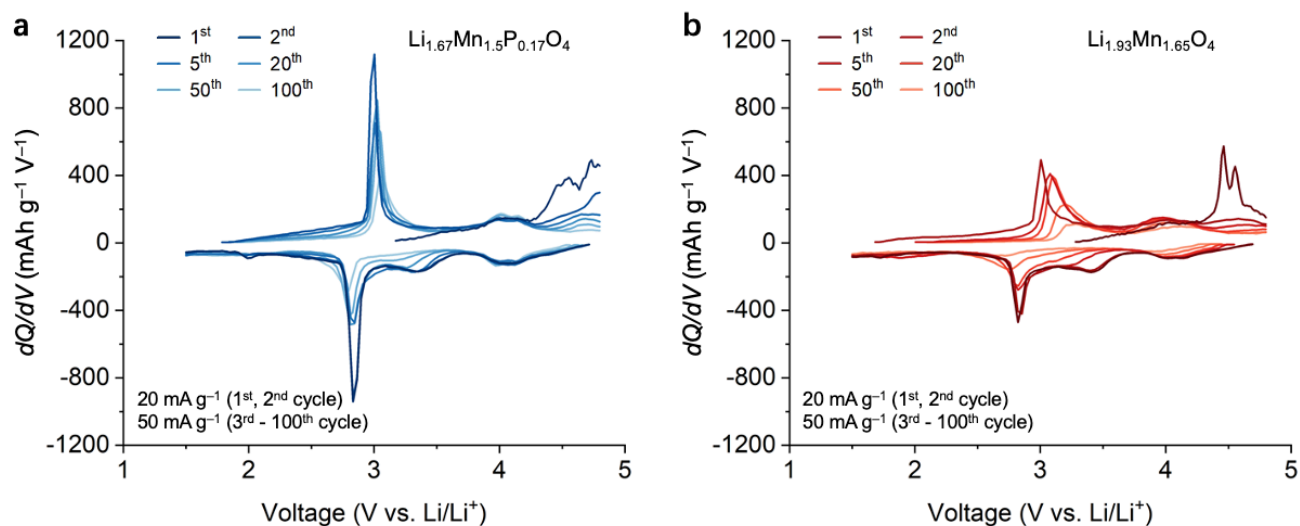 a
1200
800
400
0
-400
-800
-1200
dQ/dV (mAh g⁻¹ V⁻¹)
1st 2nd
5th 20th
50th 100th
Li1.67Mn1.5P0.17O4
20 mA g⁻¹ (1st, 2nd cycle)
50 mA g⁻¹ (3rd - 100th cycle)
1 2 3 4 5
Voltage (V vs. Li/Li⁺)
b
1200
800
400
0
-400
-800
-1200
dQ/dV (mAh g⁻¹ V⁻¹)
1st 2nd
5th 20th
50th 100th
Li1.93Mn1.65O4
20 mA g⁻¹ (1st, 2nd cycle)
50 mA g⁻¹ (3rd - 100th cycle)
1 2 3 4 5
Voltage (V vs. Li/Li⁺)